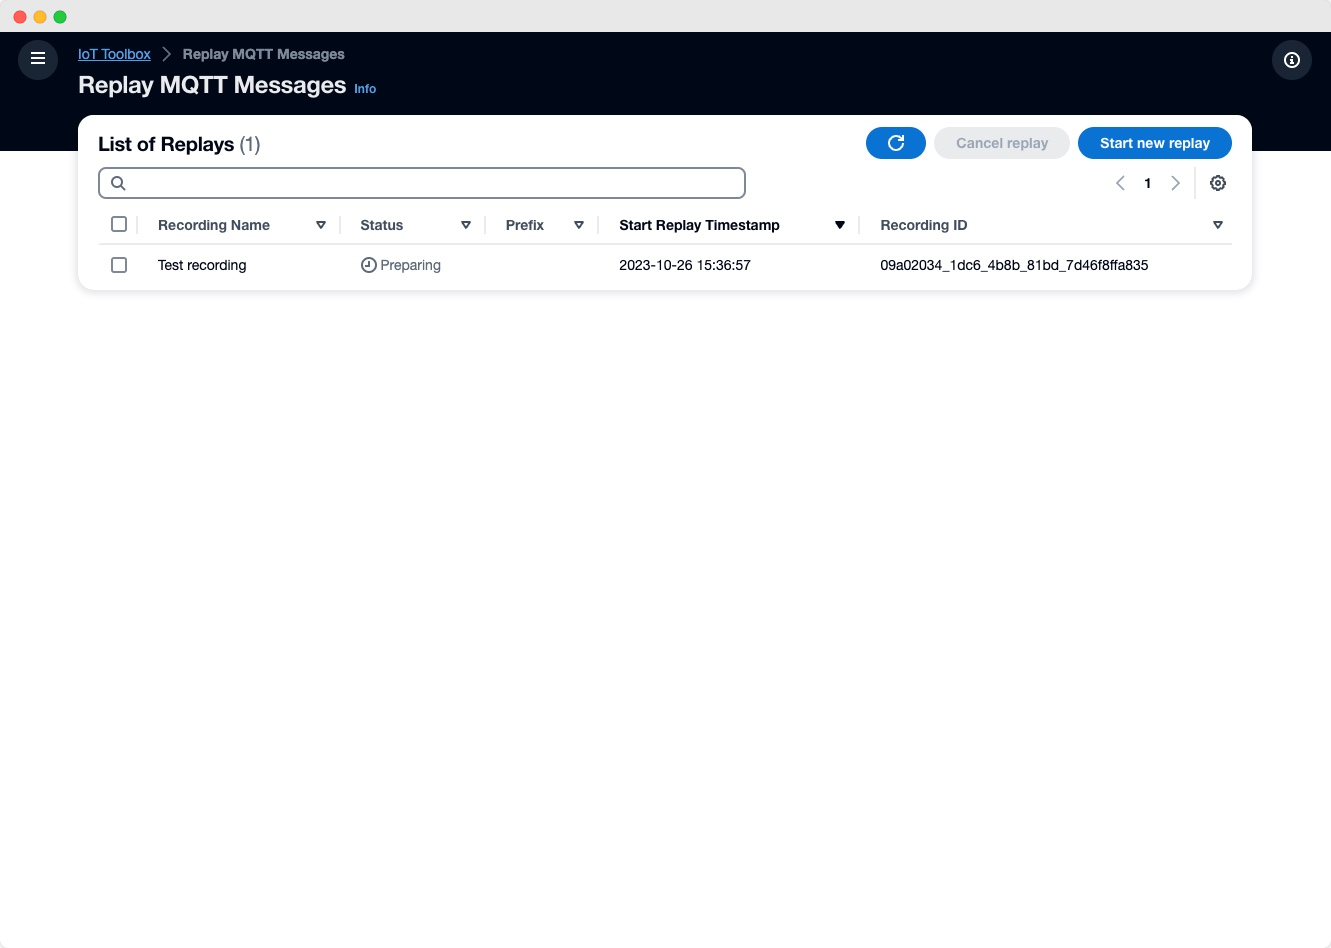 IoT Toolbox
Replay MQTT Messages
Replay MQTT Messages Info
List of Replays (1)
Cancel replay
Start new replay
1
Recording Name Status Prefix Start Replay Timestamp Recording ID
Test recording Preparing 2023-10-26 15:36:57 09a02034_1dc6_4b8b_81bd_7d46f8ffa835